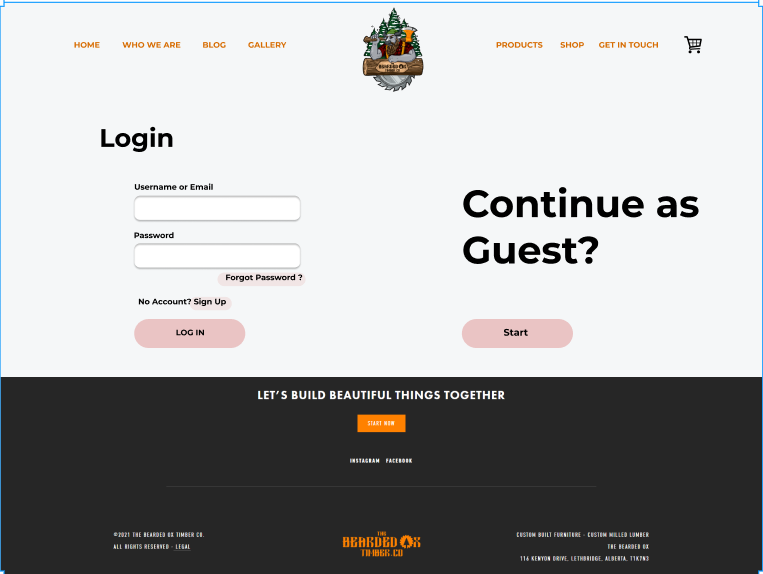 HOME WHO WE ARE BLOG GALLERY PRODUCTS SHOP GET IN TOUCH
BEARDED OX
TIMBER CO
Login
Username or Email
Password
Forgot Password ?
No Account? Sign Up
LOG IN
Continue as
Guest?
Start
LET'S BUILD BEAUTIFUL THINGS TOGETHER
START NOW
INSTAGRAM FACEBOOK
©2021 THE BEARDED OX TIMBER CO.
ALL RIGHTS RESERVED - LEGAL
THE
BEARDED OX
TIMBER CO
CUSTOM BUILT FURNITURE - CUSTOM MILLED LUMBER
THE BEARDED OX
116 KENYON DRIVE, LETHBRIDGE, ALBERTA, T1K7N3